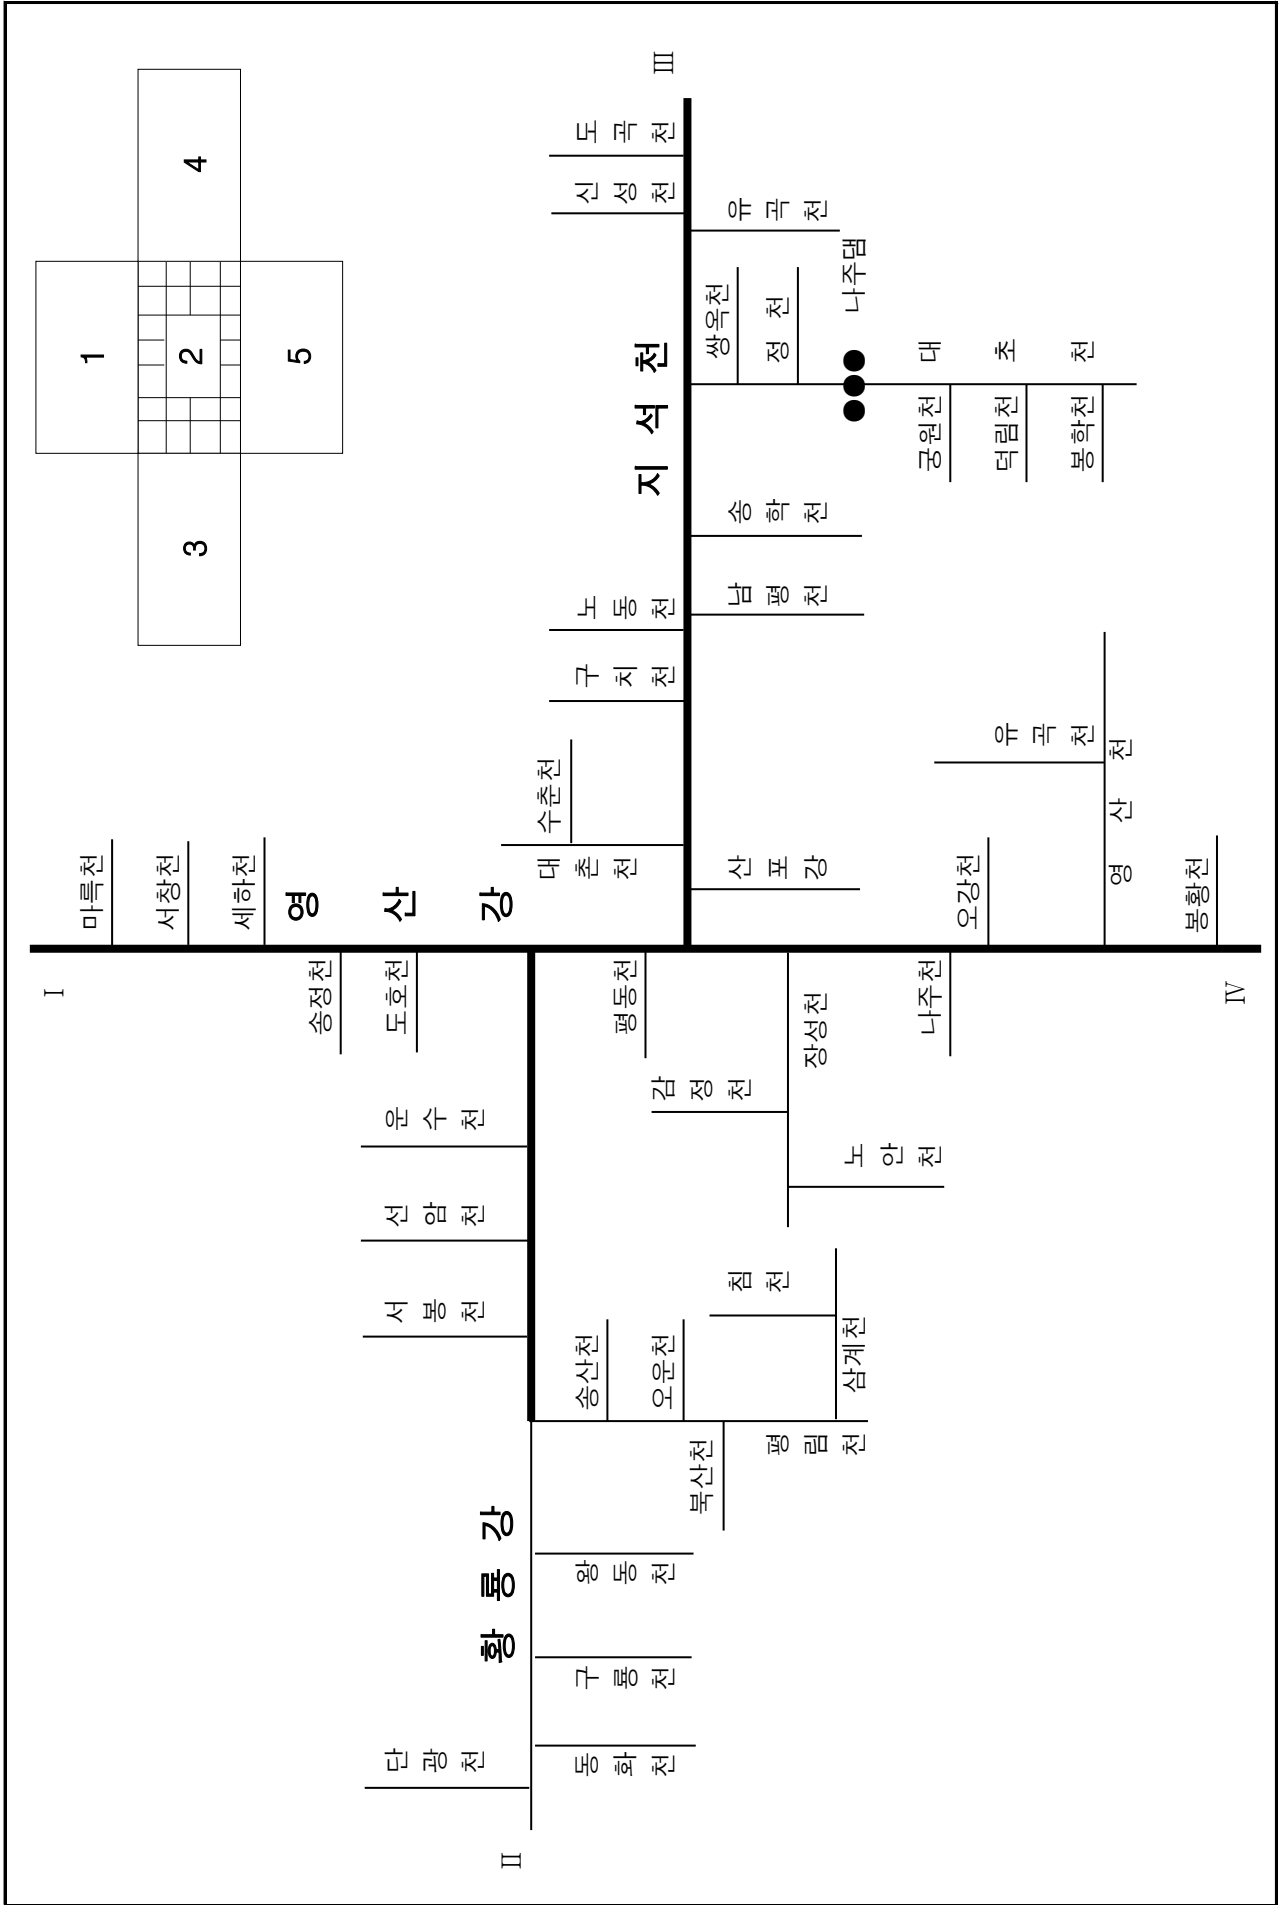 Ⅲ
4
1
2
5
3
도곡천
신성천
유곡천
나주댐
쌍옥천
정천
지석천
대초천
궁원천
덕림천
봉학천
송학천
남평천
노동천
구치천
수춘천
대촌천
산포강
유곡천
영산천
오강천
봉황천
마륵천
서창천
세하천
영산강
Ⅰ
Ⅳ
송정천
도호천
평동천
장성천
나주천
감정천
노안천
운수천
선암천
서봉천
침천
삼계천
송산천
오운천
북산천
평림천
황룡강
왕동천
구룡천
동화천
단광천
Ⅱ